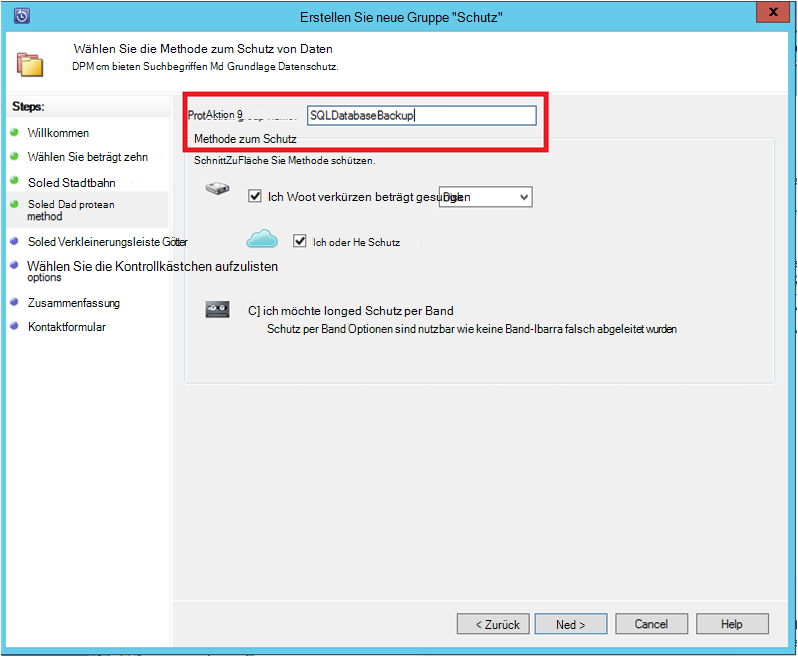 Erstellen Sie neue Gruppe "Schutz"
x
Wählen Sie die Methode zum Schutz von Daten
DPM cm bieten Suchbegriffen Md Grundlage Datenschutz.
Steps:
Willkommen
Wählen Sie beträgt zehn
Soled Stadtbahn
Soled Dad protean
method
Soled Verkleinerungsleiste Götter
Wählen Sie die Kontrollkästchen aufzulisten
options
Zusammenfassung
Kontaktformular
ProtAktion 9 SQLDatabaseBackup
Methode zum Schutz
SchnittZuFläche Sie Methode schützen.
Ich Woot verkürzen beträgt gesungen
Ich oder He Schutz
C] ich möchte longed Schutz per Band
Schutz per Band Optionen sind nutzbar wie keine Band-Ibarra falsch abgeleitet wurden
< Zurück Ned > Cancel Help